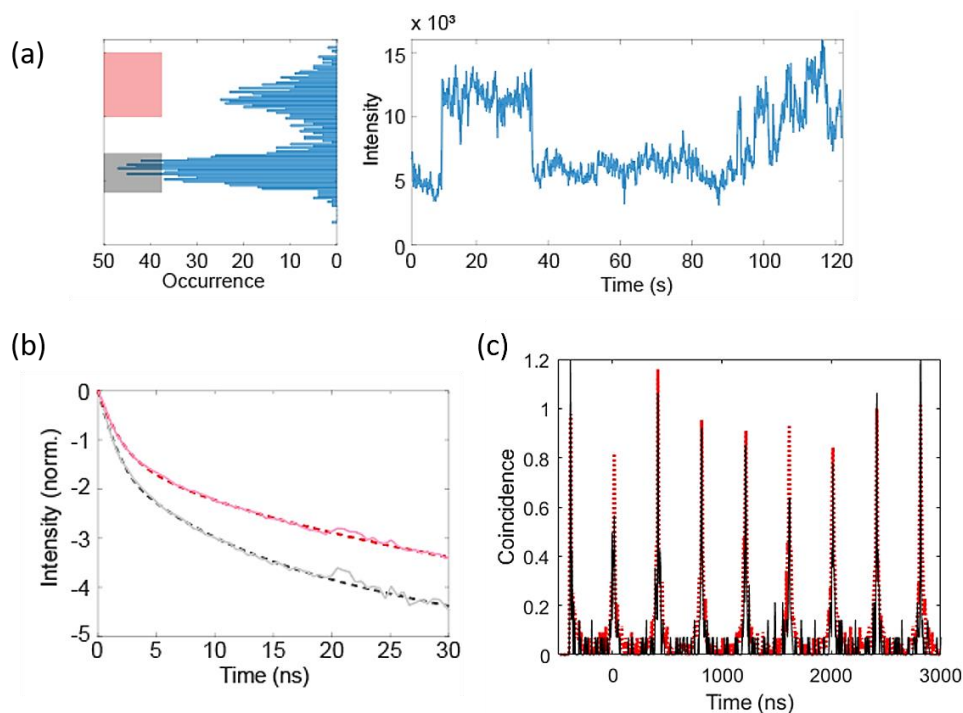 (a)
50 40 30 20 10 0
Occurrence
x 10³
15
10
5
0
Intensity
0 20 40 60 80 100 120
Time (s)
(b)
0
-1
-2
-3
-4
-5
Intensity (norm.)
0 5 10 15 20 25 30
Time (ns)
(c)
1.2
1
0.8
0.6
0.4
0.2
0
Coincidence
0 1000 2000 3000
Time (ns)